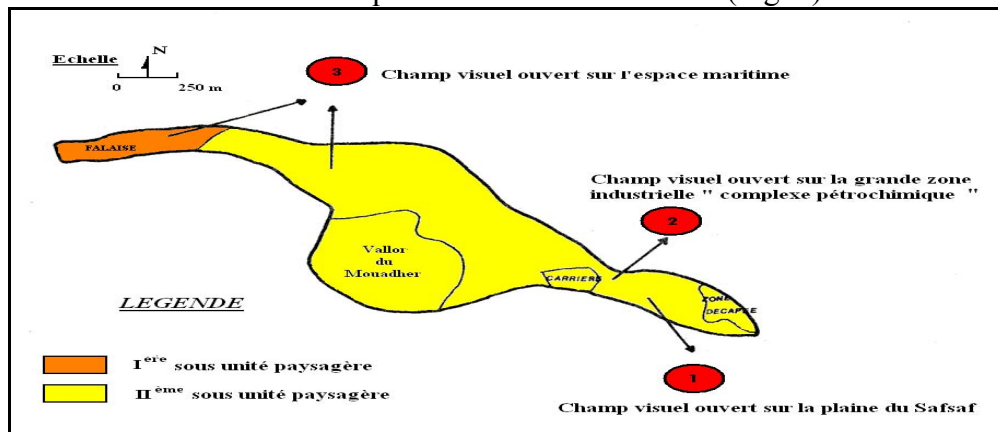 Echelle
N
0 250 m
3
Champ visuel ouvert sur l'espace maritime
FALAISE
Champ visuel ouvert sur la grande zone
industrielle " complexe pétrochimique "
2
Vallor
du
Mouadher
CARRIERE
ZONE
DECAPEE
LEGENDE
Ière sous unité paysagère
IIème sous unité paysagère
1
Champ visuel ouvert sur la plaine du Safsaf